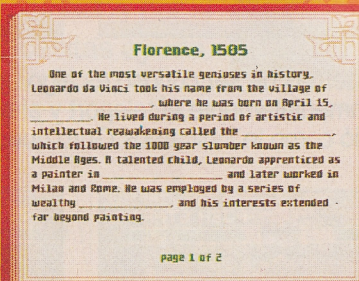 Florence, 1505
One of the most versatile geniuses in history,
Leonardo da Vinci took his name from the village of
____________________, where he was born on April 15,
__________. He lived during a period of artistic and
intellectual reawakening called the _______________,
which followed the 1000 year slumber known as the
Middle Ages. A talented child, Leonardo apprenticed as
a painter in ____________________ and later worked in
Milan and Rome. He was employed by a series of
wealthy _______________, and his interests extended
far beyond painting.
page 1 of 2